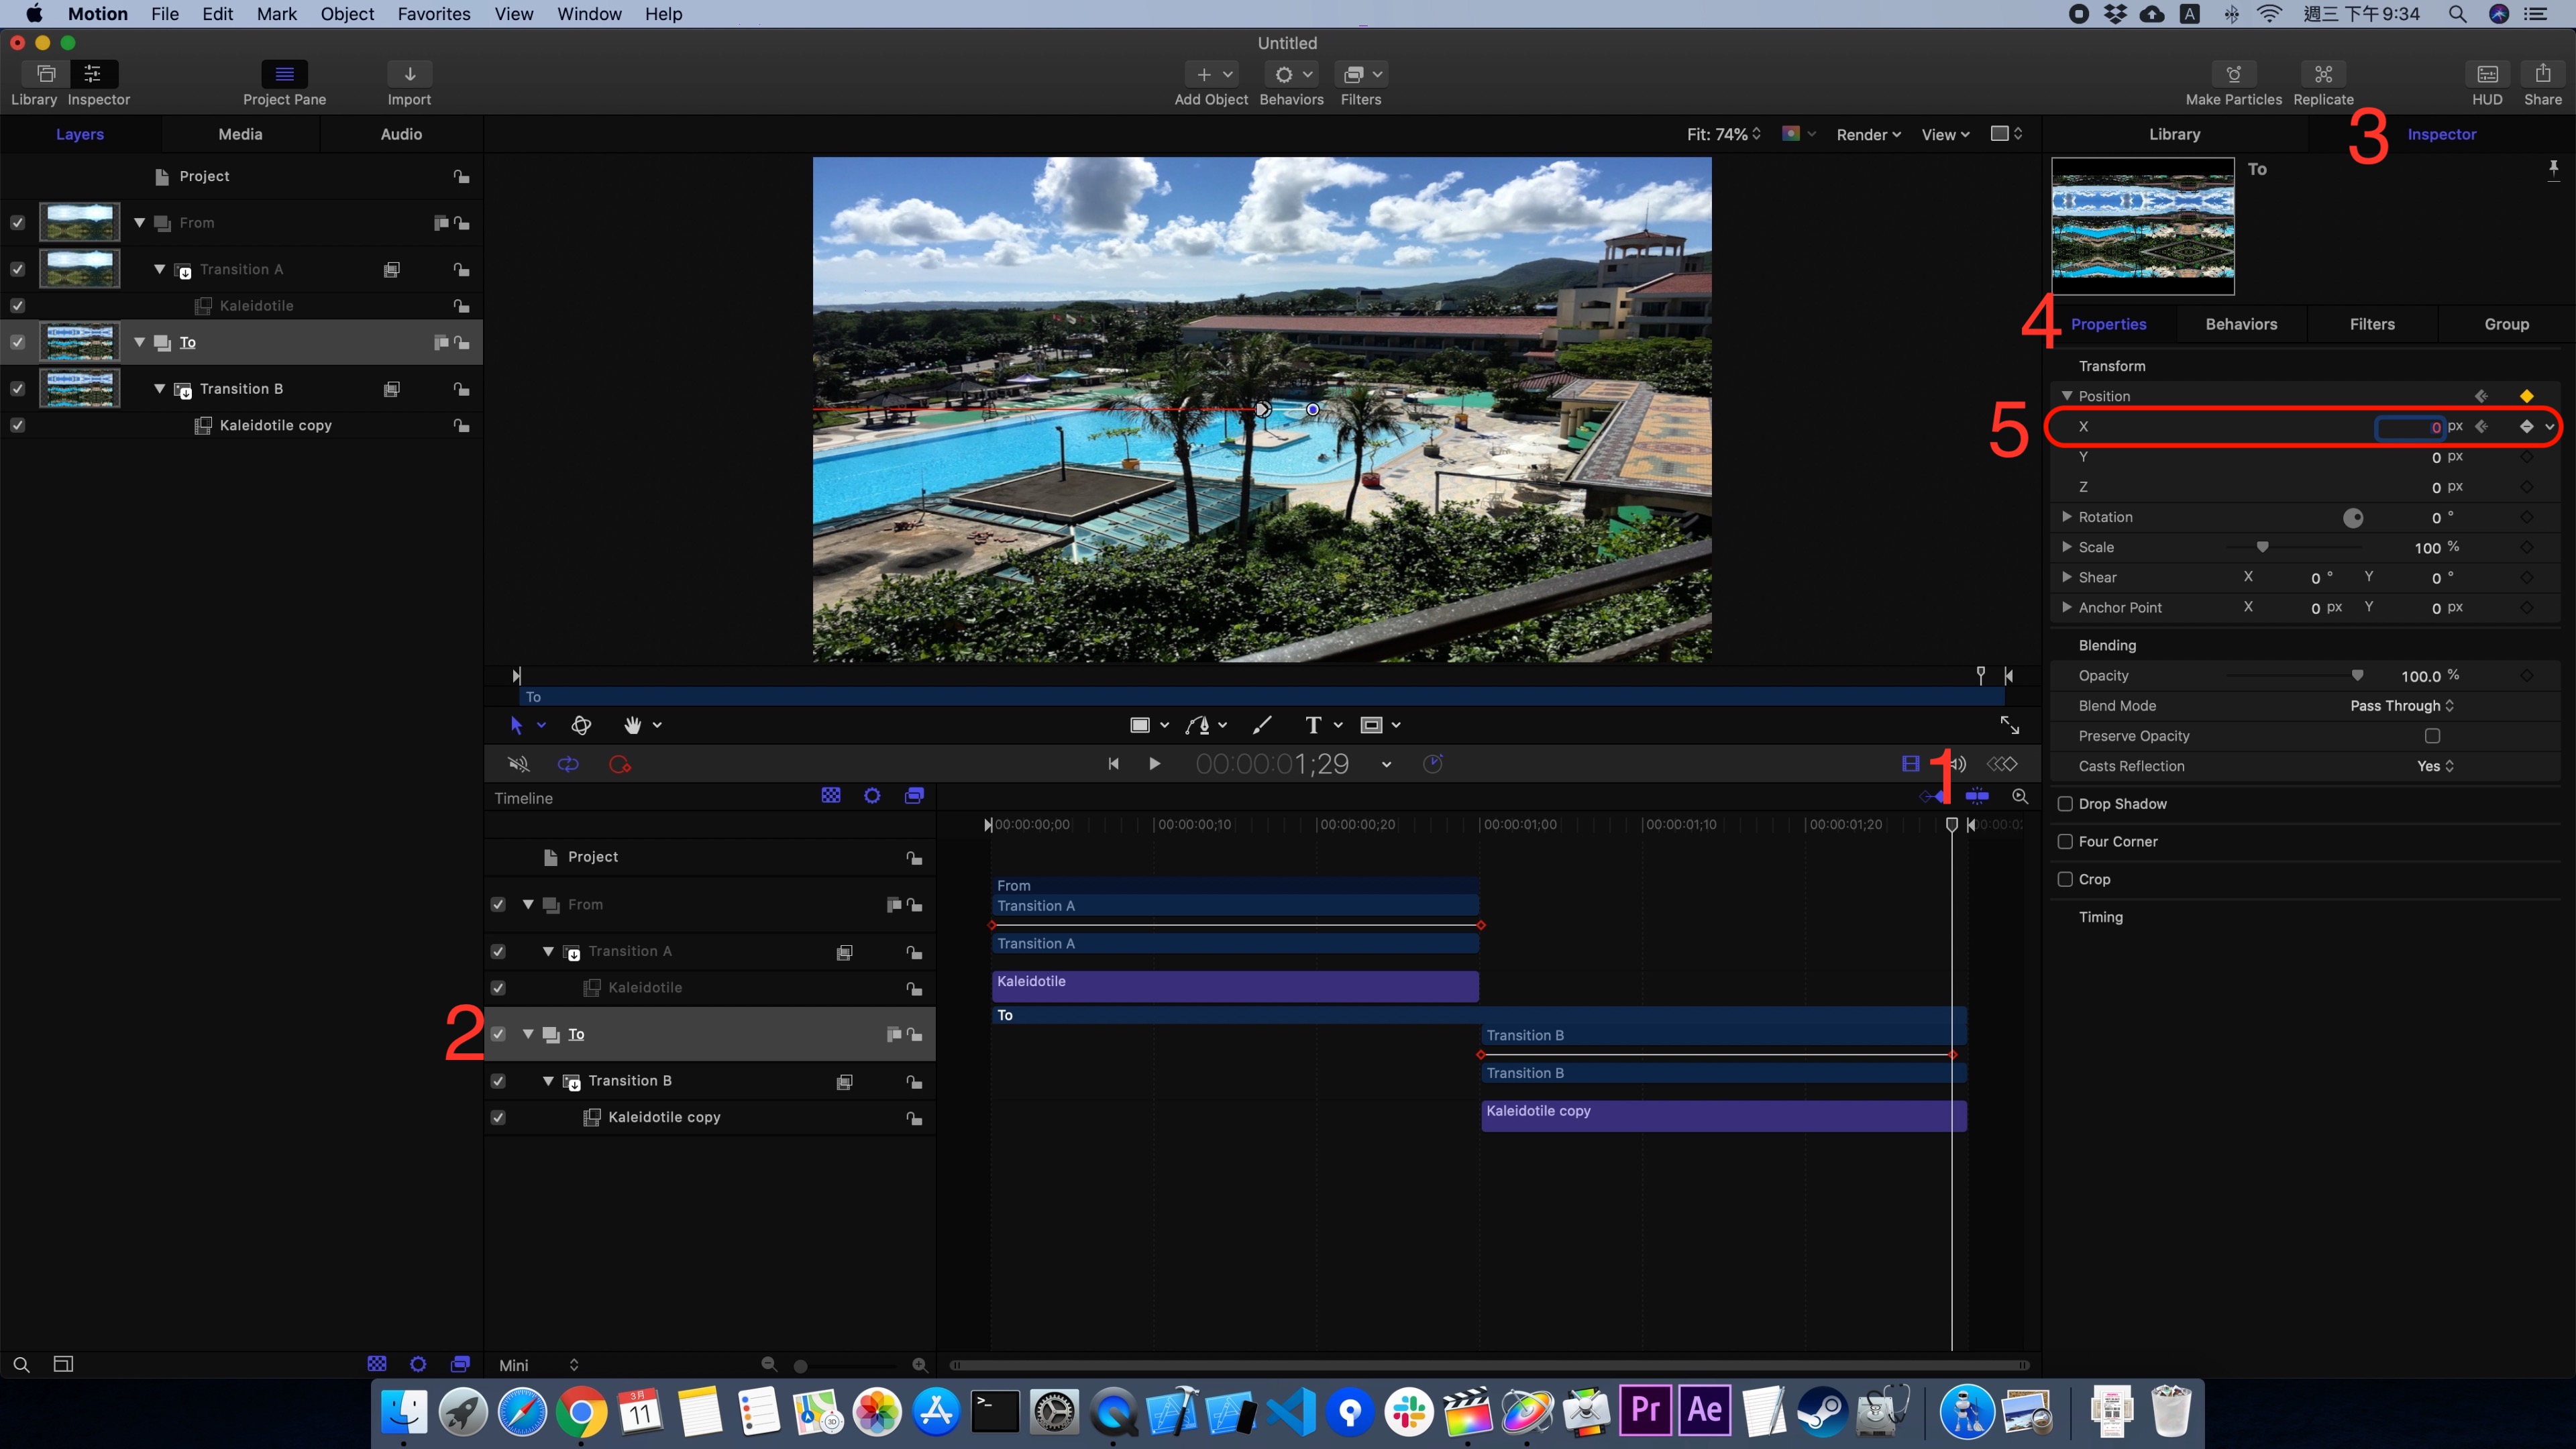 Motion File Edit Mark Object Favorites View Window Help A 週三 下午9:34
Untitled
Library Inspector Project Pane Import Add Object Behaviors Filters Make Particles Replicate HUD Share
Layers Media Audio Fit: 74% Render View Library 3 Inspector
Project
From
Transition A
Kaleidotile
To
Transition B
Kaleidotile copy
To
4 Properties Behaviors Filters Group
Transform
Position
5 X 0 px
Y 0 px
Z 0 px
Rotation 0 °
Scale 100 %
Shear X 0 ° Y 0 °
Anchor Point X 0 px Y 0 px
Blending
Opacity 100.0 %
Blend Mode Pass Through
Preserve Opacity
Casts Reflection Yes
Drop Shadow
Four Corner
Crop
Timing
To
T
00:00:01;29
1
Timeline
00:00:00;00 00:00:00;10 00:00:00;20 00:00:01;00 00:00:01;10 00:00:01;20
Project
From
Transition A
Kaleidotile
2 To
Transition B
Kaleidotile copy
From
Transition A
Transition A
Kaleidotile
To
Transition B
Transition B
Kaleidotile copy
Mini
3月
11
3D
Pr Ae